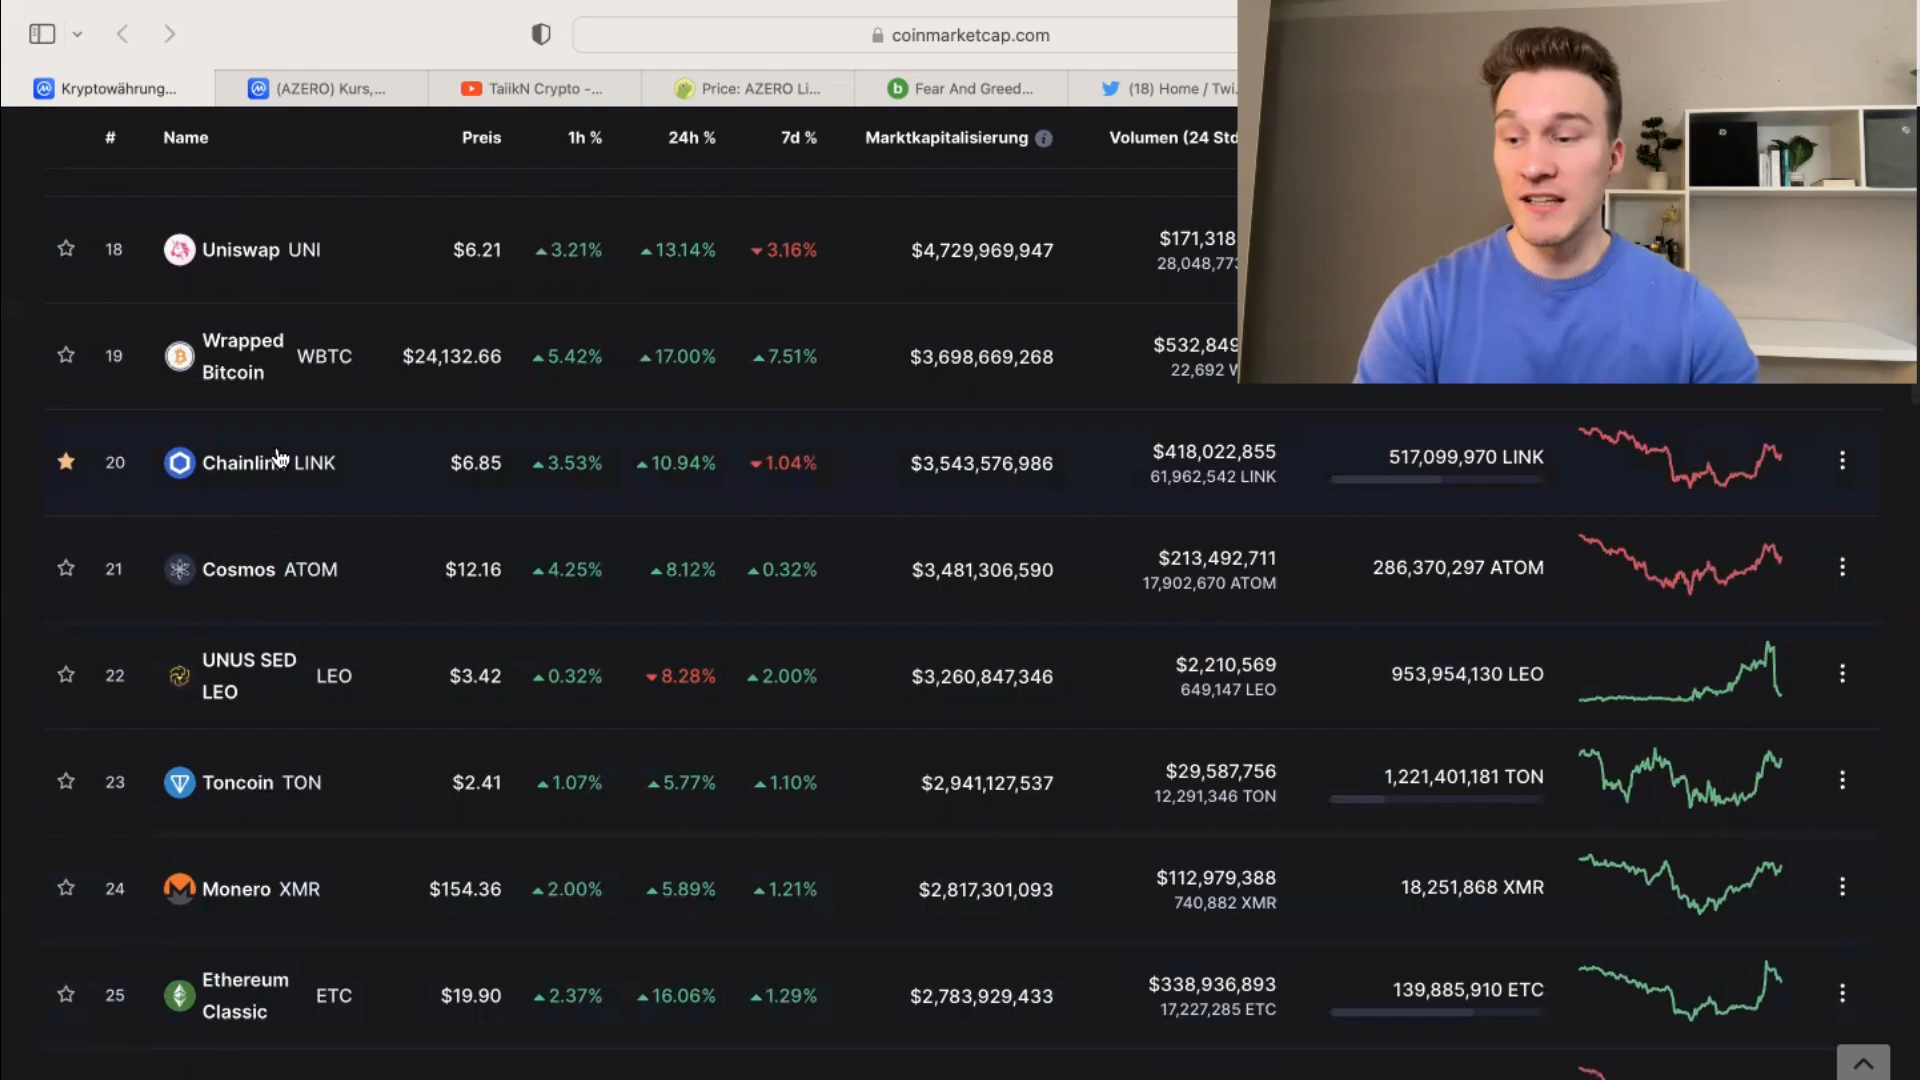 coinmarketcap.com
Kryptowährung...
(AZERO) Kurs,...
TaiikN Crypto -...
Price: AZERO Li...
Fear And Greed...
(18) Home / Twi.
# Name Preis 1h % 24h % 7d % Marktkapitalisierung Volumen (24 Std
18 Uniswap UNI $6.21 3.21% 13.14% 3.16% $4,729,969,947 $171,318
28,048,773
19 Wrapped Bitcoin WBTC $24,132.66 5.42% 17.00% 7.51% $3,698,669,268 $532,849
22,692 W
20 Chainlink LINK $6.85 3.53% 10.94% 1.04% $3,543,576,986 $418,022,855 517,099,970 LINK
61,962,542 LINK
21 Cosmos ATOM $12.16 4.25% 8.12% 0.32% $3,481,306,590 $213,492,711 286,370,297 ATOM
17,902,670 ATOM
22 UNUS SED LEO LEO $3.42 0.32% 8.28% 2.00% $3,260,847,346 $2,210,569 953,954,130 LEO
649,147 LEO
23 Toncoin TON $2.41 1.07% 5.77% 1.10% $2,941,127,537 $29,587,756 1,221,401,181 TON
12,291,346 TON
24 Monero XMR $154.36 2.00% 5.89% 1.21% $2,817,301,093 $112,979,388 18,251,868 XMR
740,882 XMR
25 Ethereum Classic ETC $19.90 2.37% 16.06% 1.29% $2,783,929,433 $338,936,893 139,885,910 ETC
17,227,285 ETC